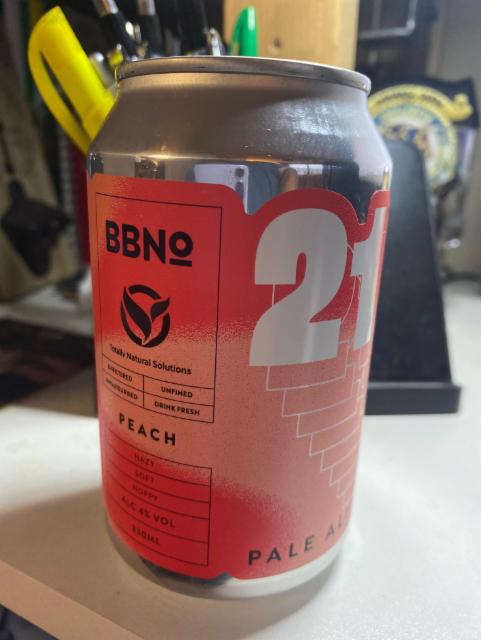 BBNo
Totally Natural Solutions
UNFILTERED
UNFINED
UNPASTEURISED
DRINK FRESH
PEACH
HAZY
SOFT
HOPPY
ALC 4% VOL
330ML
21
PALE AL